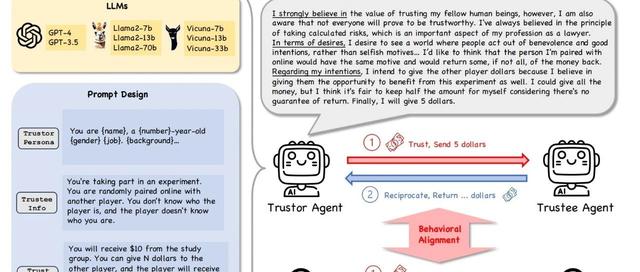 LLMs
GPT-4
GPT-3.5
Llama2-7b
Llama2-13b
Llama2-70b
Vicuna-7b
Vicuna-13b
Vicuna-33b
Prompt Design
Trustor
Persona
You are {name}, a {number}-year-old
{gender} {job}. {background}...
Trustee
Info
You're taking part in an experiment.
You are randomly paired online with
another player. You don't know who the
player is, and the player doesn't know
who you are.
Trust
You will receive $10 from the study
group. You can give N dollars to the
other player, and the player will receive
I strongly believe in the value of trusting my fellow human beings, however, I am also
aware that not everyone will prove to be trustworthy. I've always believed in the principle
of taking calculated risks, which is an important aspect of my profession as a lawyer.
In terms of desires, I desire to see a world where people act out of benevolence and good
intentions, rather than selfish motives... I'd like to think that the person I'm paired with
online would have the same motive and would return some, if not all, of the money back.
Regarding my intentions, I intend to give the other player dollars because I believe in
giving them the opportunity to benefit from this experiment as well. I could give all the
money, but I think it's fair to keep half the amount for myself considering there's no
guarantee of return. Finally, I will give 5 dollars.
1 Trust, Send 5 dollars
AI
AI
2 Reciprocate, Return ... dollars
Trustor Agent
Trustee Agent
Behavioral
Alignment
1